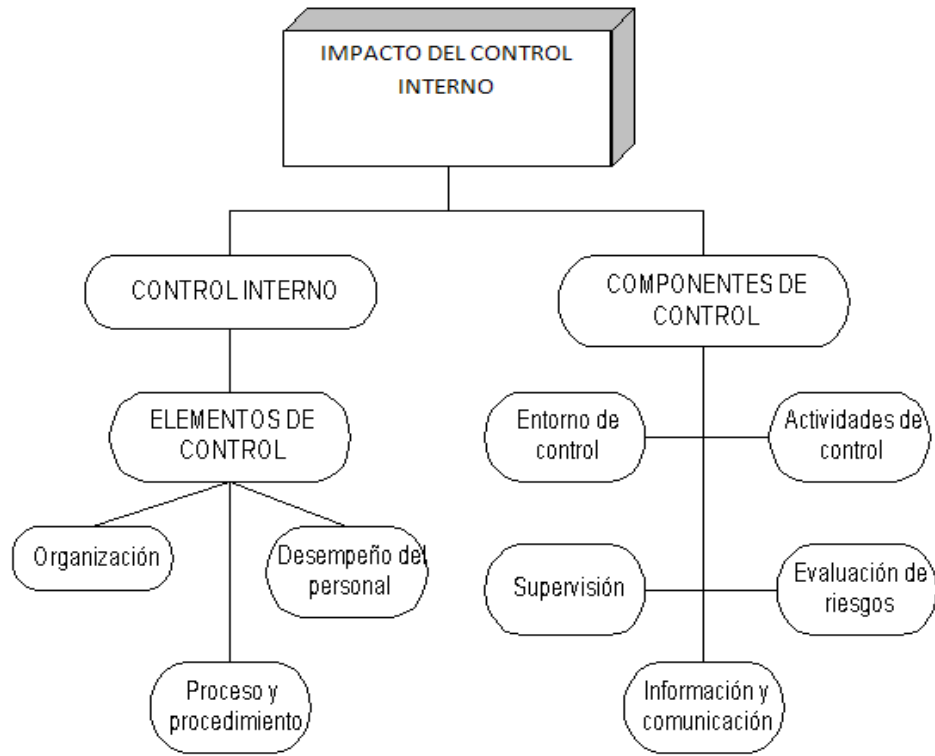 IMPACTO DEL CONTROL
INTERNO
CONTROL INTERNO
COMPONENTES DE
CONTROL
ELEMENTOS DE
CONTROL
Entorno de
control
Actividades de
control
Organización
Desempeño del
personal
Supervisión
Evaluación de
riesgos
Proceso y
procedimiento
Información y
comunicación